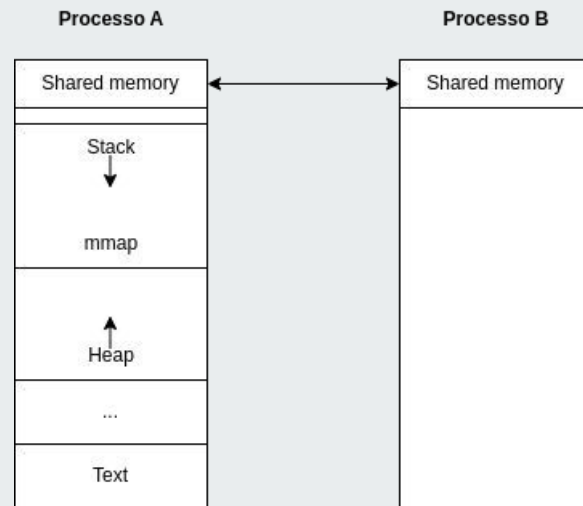 Processo A
Processo B
Shared memory
Shared memory
Stack
mmap
Heap
...
Text